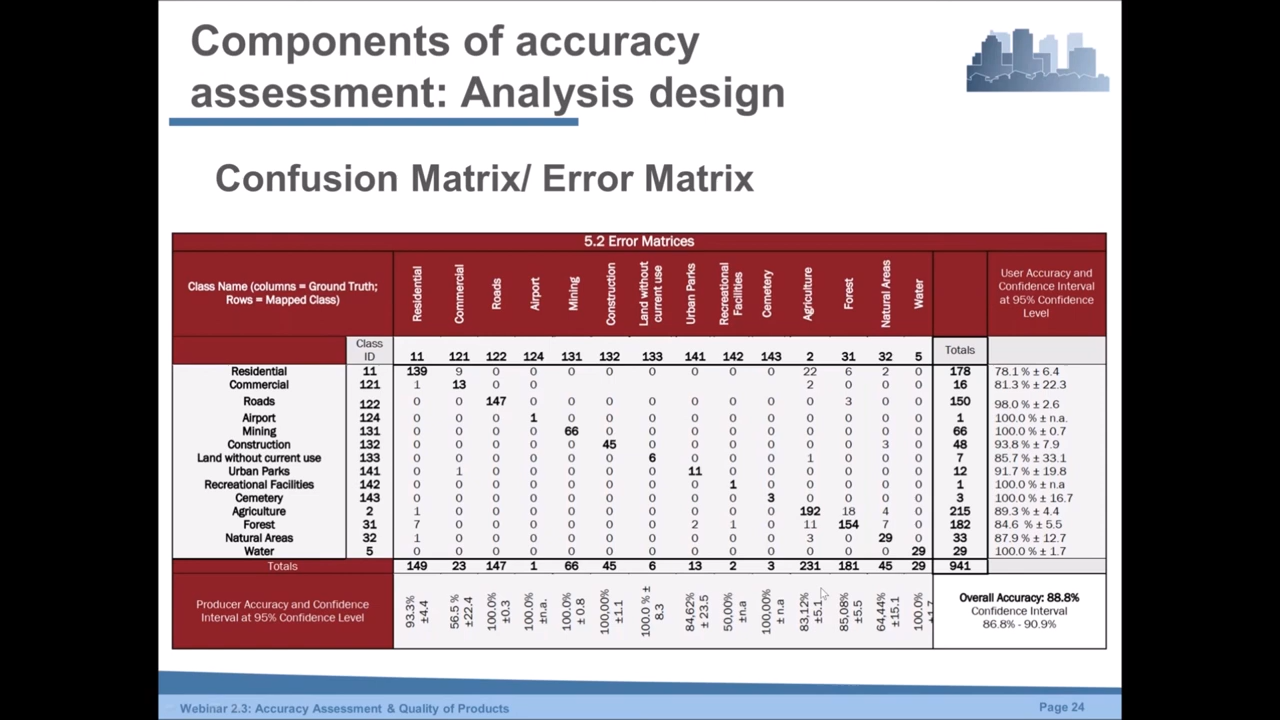 Components of accuracy
assessment: Analysis design
Confusion Matrix/ Error Matrix
5.2 Error Matrices
Class Name (columns = Ground Truth;
Rows = Mapped Class)
Residential
Commercial
Roads
Airport
Mining
Construction
Land without
current use
Urban Parks
Recreational
Facilities
Cemetery
Agriculture
Forest
Natural Areas
Water
User Accuracy and
Confidence Interval
at 95% Confidence
Level
Class
ID 11 121 122 124 131 132 133 141 142 143 2 31 32 5 Totals
Residential 11 139 9 0 0 0 0 0 0 0 0 22 6 2 0 178 78.1 % ± 6.4
Commercial 121 1 13 0 0 2 0 0 0 16 81.3 % ± 22.3
Roads 122 0 0 147 0 0 0 0 0 0 0 0 3 0 0 150 98.0 % ± 2.6
Airport 124 0 0 0 1 0 0 0 0 0 0 0 0 0 0 1 100.0 % ± n.a.
Mining 131 0 0 0 0 66 0 0 0 0 0 0 0 0 0 66 100.0 % ± 0.7
Construction 132 0 0 0 0 0 45 0 0 0 0 0 0 3 0 48 93.8 % ± 7.9
Land without current use 133 0 0 0 0 0 0 6 0 0 0 1 0 0 0 7 85.7 % ± 33.1
Urban Parks 141 0 1 0 0 0 0 0 11 0 0 0 0 0 0 12 91.7 % ± 19.8
Recreational Facilities 142 0 0 0 0 0 0 0 0 1 0 0 0 0 0 1 100.0 % ± n.a
Cemetery 143 0 0 0 0 0 0 0 0 0 3 0 0 0 0 3 100.0 % ± 16.7
Agriculture 2 1 0 0 0 0 0 0 0 0 0 192 18 4 0 215 89.3 % ± 4.4
Forest 31 7 0 0 0 0 0 0 2 1 0 11 154 7 0 182 84.6 % ± 5.5
Natural Areas 32 1 0 0 0 0 0 0 0 0 0 3 0 29 0 33 87.9 % ± 12.7
Water 5 0 0 0 0 0 0 0 0 0 0 0 0 0 29 29 100.0 % ± 1.7
Totals 149 23 147 1 66 45 6 13 2 3 231 181 45 29 941
Producer Accuracy and Confidence
Interval at 95% Confidence Level
93.3%
±4.4
56.5 %
±22.4
100.0%
±0.3
100.0%
±n.a.
100.0%
± 0.8
100,00%
±1.1
100.0 % ±
8.3
84,62%
± 23.5
50,00%
±n.a
100,00%
± n.a
83,12%
±5.1
85,08%
±5.5
64,44%
±15.1
100.0%
Overall Accuracy: 88.8%
Confidence Interval
86.8% - 90.9%
Webinar 2.3: Accuracy Assessment & Quality of Products
Page 24